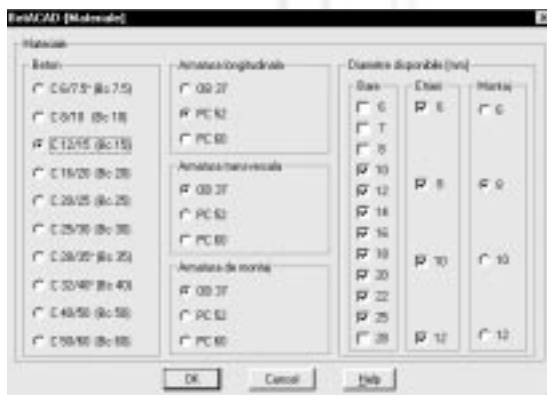 BetACAD [Materiale]
Materiale
Beton
C 6/7.5* (Bc 7.5)
C 8/10 (Bc 10)
C 12/15 (Bc 15)
C 16/20 (Bc 20)
C 20/25 (Bc 25)
C 25/30 (Bc 30)
C 28/35* (Bc 35)
C 32/40* (Bc 40)
C 40/50 (Bc 50)
C 50/60 (Bc 60)
Armatura longitudinala
OB 37
PC 52
PC 60
Armatura transversala
OB 37
PC 52
PC 60
Armatura de montaj
OB 37
PC 52
PC 60
Diametre disponibile [mm]
Bare
6
7
8
10
12
14
16
18
20
22
25
28
Etrieri
6
8
10
12
Montaj
6
8
10
12
OK
Cancel
Help